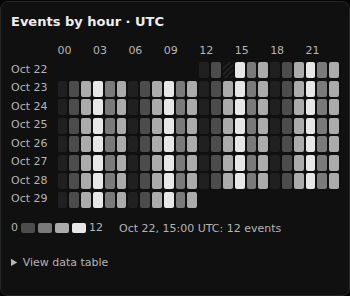 Events by hour · UTC
00 03 06 09 12 15 18 21
Oct 22
Oct 23
Oct 24
Oct 25
Oct 26
Oct 27
Oct 28
Oct 29
0 12 Oct 22, 15:00 UTC: 12 events
View data table